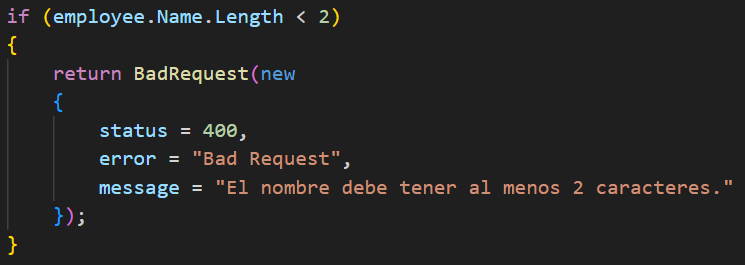 if (employee.Name.Length < 2)
{
    return BadRequest(new
    {
        status = 400,
        error = "Bad Request",
        message = "El nombre debe tener al menos 2 caracteres."
    });
}